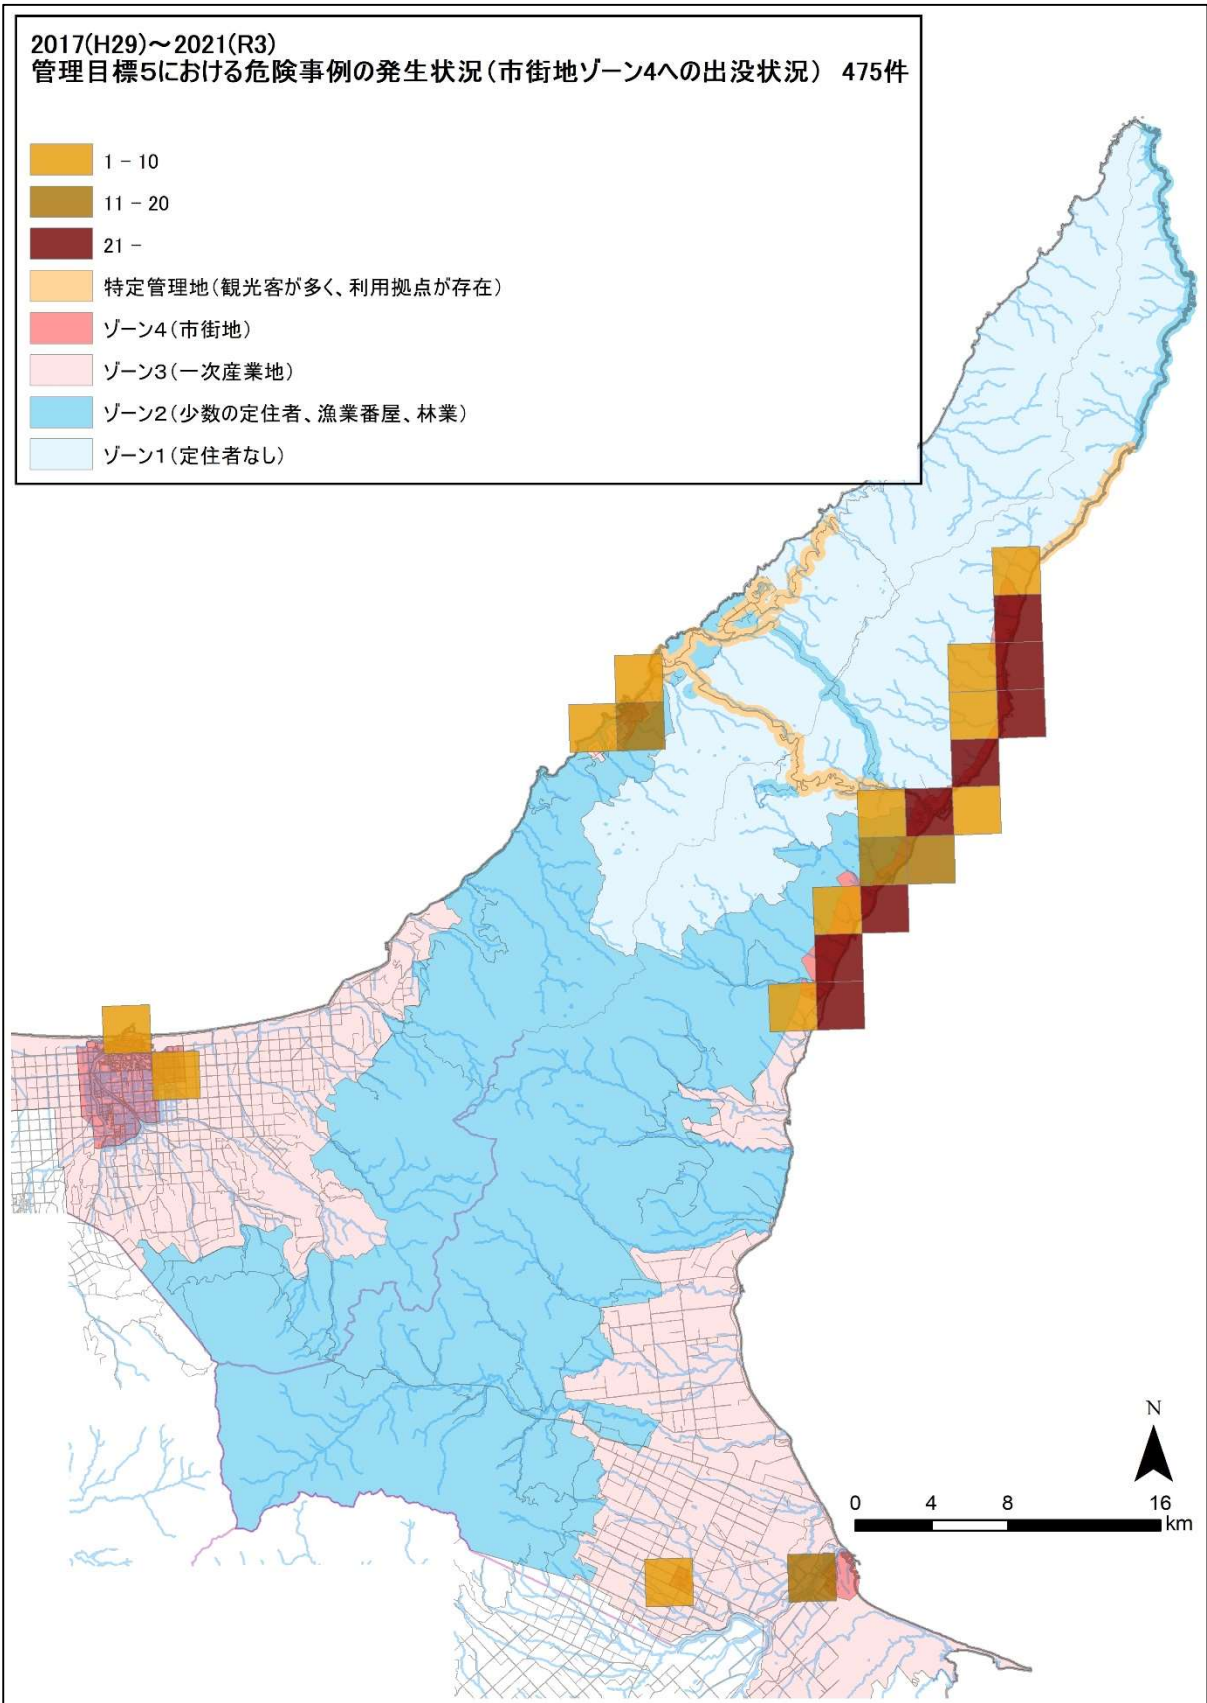 2017(H29)～2021(R3)
管理目標5における危険事例の発生状況（市街地ゾーン4への出没状況） 475件
1 - 10
11 - 20
21 -
特定管理地（観光客が多く、利用拠点が存在）
ゾーン4（市街地）
ゾーン3（一次産業地）
ゾーン2（少数の定住者、漁業番屋、林業）
ゾーン1（定住者なし）
N
0 4 8 16
km